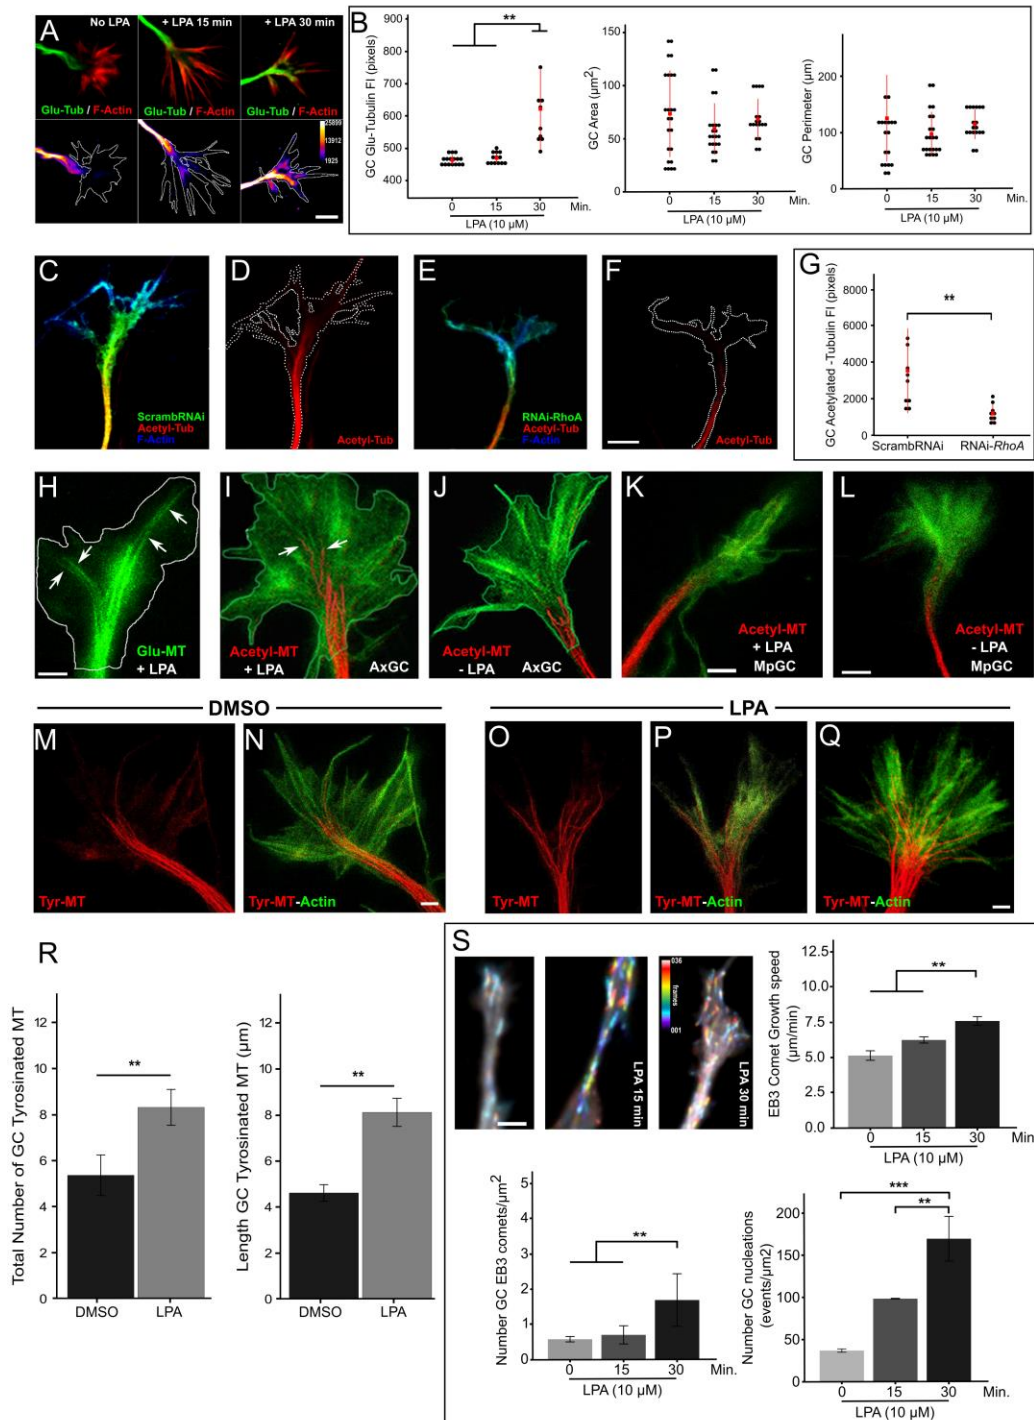 A
No LPA
+ LPA 15 min
+ LPA 30 min
Glu-Tub / F-Actin
Glu-Tub / F-Actin
Glu-Tub / F-Actin
25899
13912
1925
B
GC Glu-Tubulin FI (pixels)
900
800
700
600
500
400
**
0
15
30
Min.
LPA (10 µM)
GC Area (µm²)
150
100
50
0
0
15
30
LPA (10 µM)
GC Perimeter (µm)
200
100
0
0
15
30
Min.
LPA (10 µM)
C
ScrambRNAi
Acetyl-Tub
F-Actin
D
Acetyl-Tub
E
RNAi-RhoA
Acetyl-Tub
F-Actin
F
Acetyl-Tub
G
GC Acetylated -Tubulin FI (pixels)
8000
6000
4000
2000
0
**
ScrambRNAi
RNAi-RhoA
H
Glu-MT
+ LPA
I
Acetyl-MT
+ LPA
AxGC
J
Acetyl-MT
- LPA
AxGC
K
Acetyl-MT
+ LPA
MpGC
L
Acetyl-MT
- LPA
MpGC
DMSO
LPA
M
Tyr-MT
N
Tyr-MT-Actin
O
Tyr-MT
P
Tyr-MT-Actin
Q
Tyr-MT-Actin
R
Total Number of GC Tyrosinated MT
12
10
8
6
4
2
0
**
DMSO
LPA
Length GC Tyrosinated MT (µm)
12
10
8
6
4
2
0
**
DMSO
LPA
S
LPA 15 min
036
frames
001
LPA 30 min
EB3 Comet Growth speed
(µm/min)
12.5
10.0
7.5
5.0
2.5
0.0
**
0
15
30
Min.
LPA (10 µM)
Number GC EB3 comets/µm²
5
4
3
2
1
0
**
0
15
30
Min.
LPA (10 µM)
Number GC nucleations
(events/µm2)
200
150
100
50
0
***
**
0
15
30
Min.
LPA (10 µM)